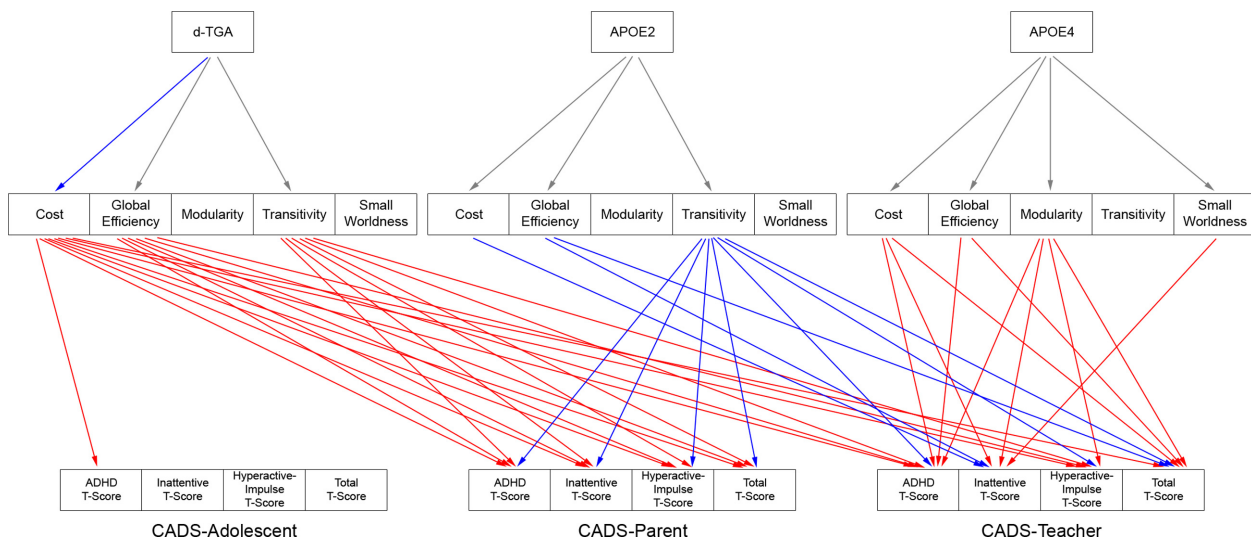 d-TGA
APOE2
APOE4
Cost
Global
Efficiency
Modularity
Transitivity
Small
Worldness
Cost
Global
Efficiency
Modularity
Transitivity
Small
Worldness
Cost
Global
Efficiency
Modularity
Transitivity
Small
Worldness
ADHD
T-Score
Inattentive
T-Score
Hyperactive-
Impulse
T-Score
Total
T-Score
ADHD
T-Score
Inattentive
T-Score
Hyperactive-
Impulse
T-Score
Total
T-Score
ADHD
T-Score
Inattentive
T-Score
Hyperactive-
Impulse
T-Score
Total
T-Score
CADS-Adolescent
CADS-Parent
CADS-Teacher